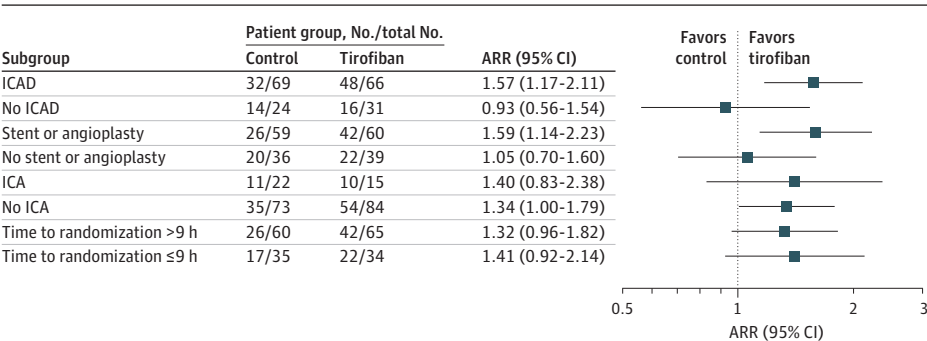 Patient group, No./total No.
Favors control
Favors tirofiban
Subgroup Control Tirofiban ARR (95% CI)
ICAD 32/69 48/66 1.57 (1.17-2.11)
No ICAD 14/24 16/31 0.93 (0.56-1.54)
Stent or angioplasty 26/59 42/60 1.59 (1.14-2.23)
No stent or angioplasty 20/36 22/39 1.05 (0.70-1.60)
ICA 11/22 10/15 1.40 (0.83-2.38)
No ICA 35/73 54/84 1.34 (1.00-1.79)
Time to randomization >9 h 26/60 42/65 1.32 (0.96-1.82)
Time to randomization ≤9 h 17/35 22/34 1.41 (0.92-2.14)
0.5 1 2 3
ARR (95% CI)